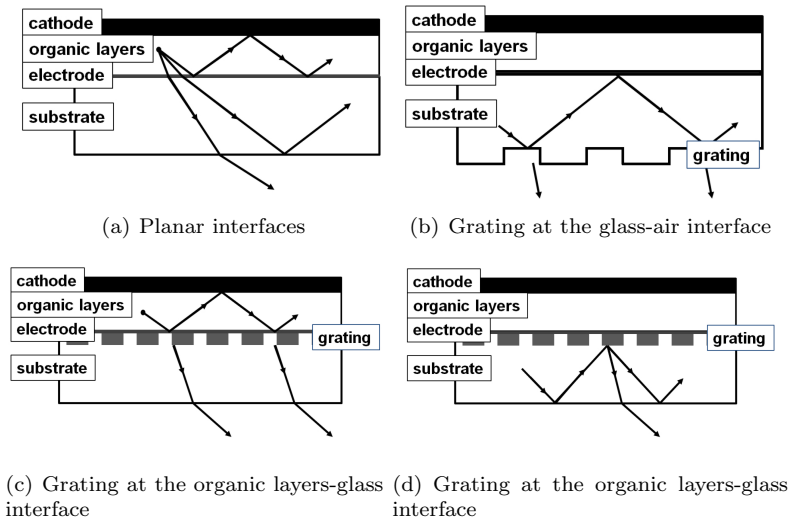 cathode
organic layers
electrode
substrate
(a) Planar interfaces
cathode
organic layers
electrode
substrate
grating
(b) Grating at the glass-air interface
cathode
organic layers
electrode
grating
substrate
(c) Grating at the organic layers-glass
interface
cathode
organic layers
electrode
grating
substrate
(d) Grating at the organic layers-glass
interface